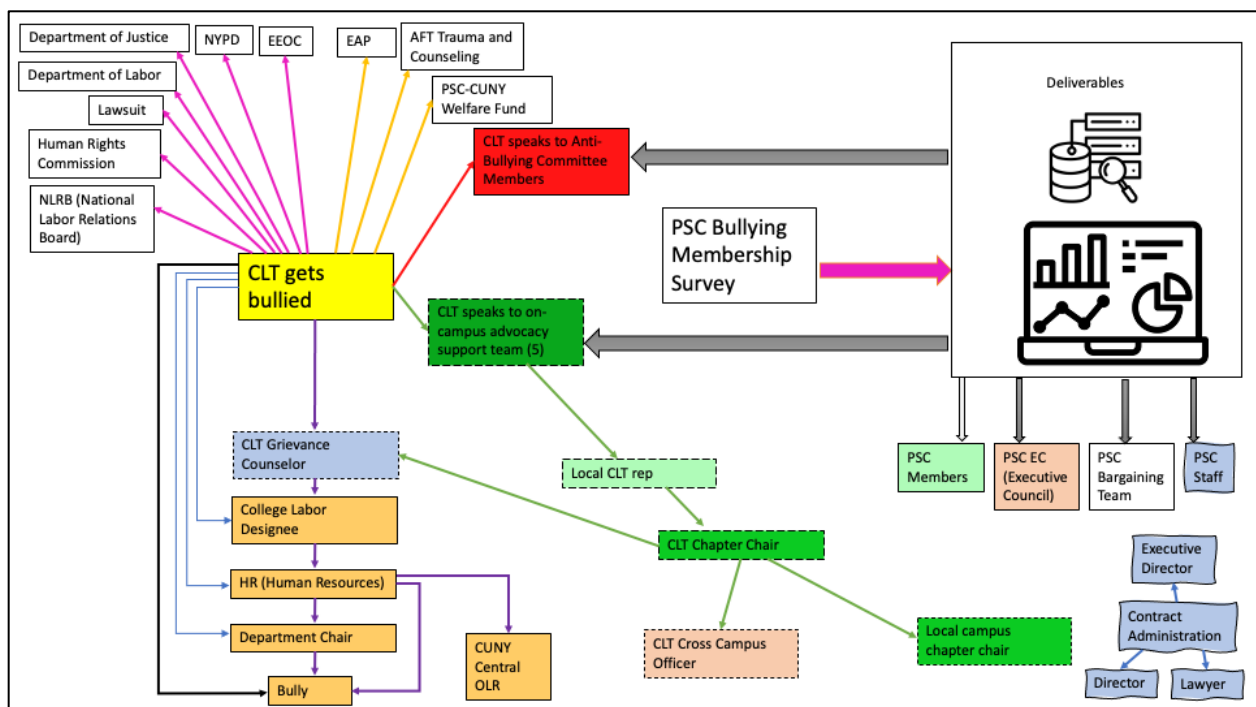 Department of Justice
NYPD
EEOC
EAP
AFT Trauma and
Counseling
Department of Labor
PSC-CUNY
Welfare Fund
Lawsuit
Human Rights
Commission
NLRB (National
Labor Relations
Board)
CLT speaks to Anti-
Bullying Committee
Members
Deliverables
PSC Bullying
Membership
Survey
CLT gets
bullied
CLT speaks to on-
campus advocacy
support team (5)
CLT Grievance
Counselor
Local CLT rep
PSC
Members
PSC EC
(Executive
Council)
PSC
Bargaining
Team
PSC
Staff
College Labor
Designee
CLT Chapter Chair
HR (Human Resources)
Executive
Director
Contract
Administration
Department Chair
CUNY
Central
OLR
CLT Cross Campus
Officer
Local campus
chapter chair
Bully
Director
Lawyer